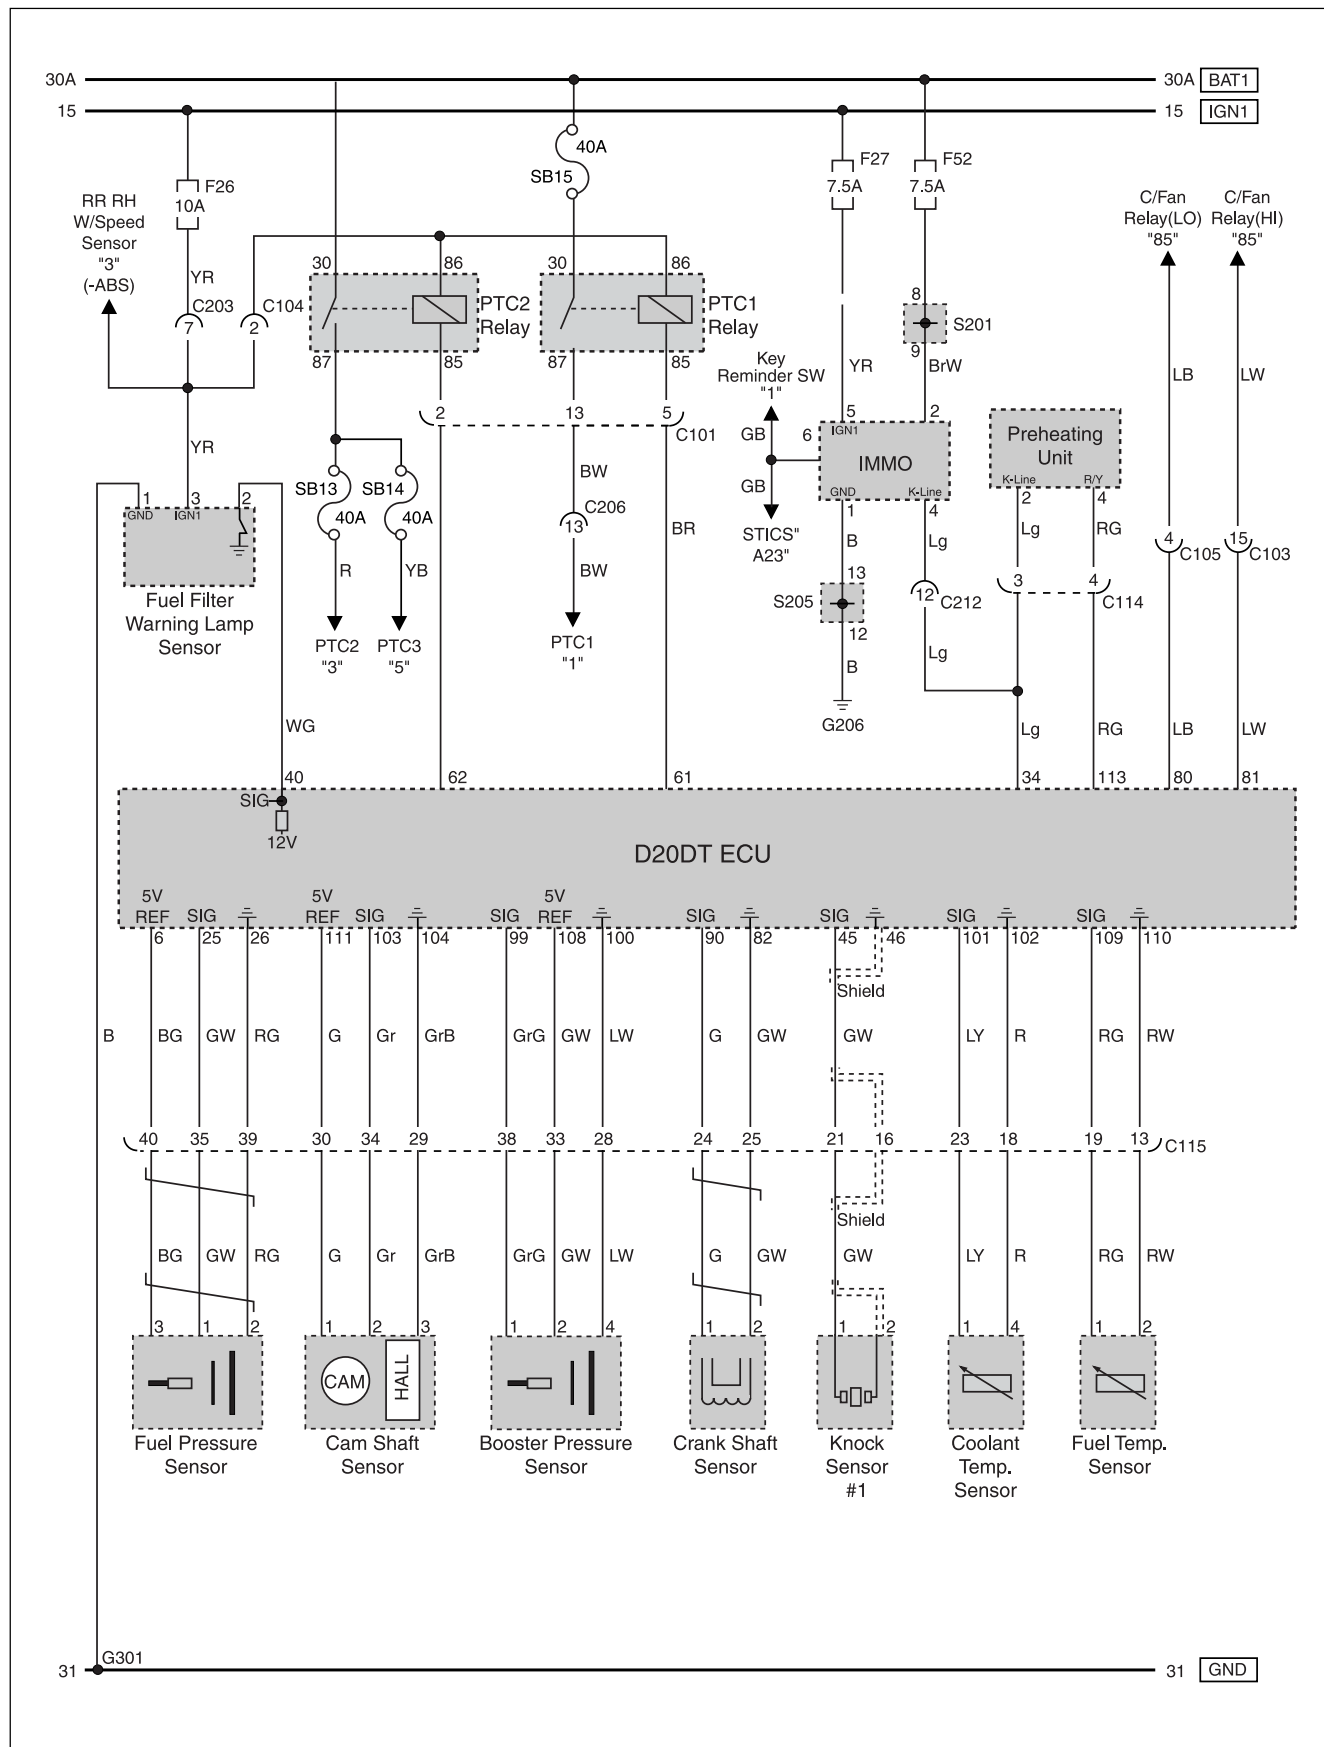 30A 30A BAT1
15 15 IGN1
40A
SB15
F26
10A
F27
7.5A
F52
7.5A
RR RH
W/Speed
Sensor
"3"
(-ABS)
C/Fan
Relay(LO)
"85"
C/Fan
Relay(HI)
"85"
YR
C203
7
C104
2
30 86
PTC2
Relay
87 85
30 86
PTC1
Relay
87 85
8
S201
9
Key
Reminder SW
"1"
YR
BrW
LB
LW
2 13 5
C101
GB
6
GB
5 2
IGN1
IMMO
GND K-Line
1 4
STICS"
A23"
Preheating
Unit
K-Line R/Y
2 4
YR
1 3 2
GND IGN1
Fuel Filter
Warning Lamp
Sensor
SB13
40A
SB14
40A
BW
C206
13
BW
BR
R
YB
PTC2
"3"
PTC3
"5"
PTC1
"1"
B
13
S205
12
B
G206
Lg
12 C212
Lg
Lg RG
3 4
C114
4 C105
15 C103
WG
Lg RG LB LW
40 62 61 34 113 80 81
SIG
12V
D20DT ECU
5V
REF SIG
5V
REF SIG
SIG 5V
REF
SIG SIG SIG SIG
6 25 26 111 103 104 99 108 100 90 82 45 46 101 102 109 110
Shield
B BG GW RG G Gr GrB GrG GW LW G GW GW LY R RG RW
40 35 39 30 34 29 38 33 28 24 25 21 16 23 18 19 13 C115
Shield
BG GW RG G Gr GrB GrG GW LW G GW GW LY R RG RW
3 1 2 1 2 3 1 2 4 1 2 1 2 1 4 1 2
CAM
HALL
Fuel Pressure
Sensor
Cam Shaft
Sensor
Booster Pressure
Sensor
Crank Shaft
Sensor
Knock
Sensor
#1
Coolant
Temp.
Sensor
Fuel Temp.
Sensor
G301
31 31 GND